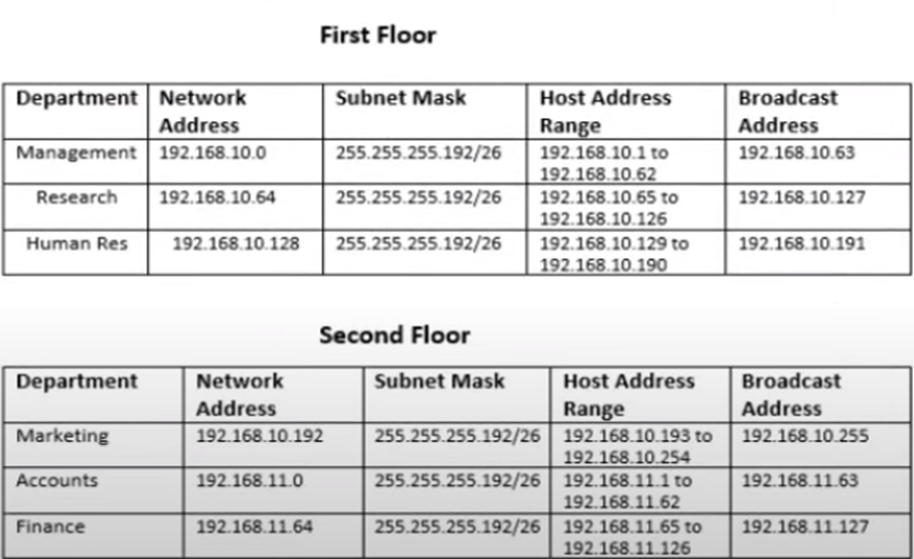 First Floor
Department Network Address Subnet Mask Host Address Range Broadcast Address
Management 192.168.10.0 255.255.255.192/26 192.168.10.1 to 192.168.10.62 192.168.10.63
Research 192.168.10.64 255.255.255.192/26 192.168.10.65 to 192.168.10.126 192.168.10.127
Human Res 192.168.10.128 255.255.255.192/26 192.168.10.129 to 192.168.10.190 192.168.10.191
Second Floor
Department Network Address Subnet Mask Host Address Range Broadcast Address
Marketing 192.168.10.192 255.255.255.192/26 192.168.10.193 to 192.168.10.254 192.168.10.255
Accounts 192.168.11.0 255.255.255.192/26 192.168.11.1 to 192.168.11.62 192.168.11.63
Finance 192.168.11.64 255.255.255.192/26 192.168.11.65 to 192.168.11.126 192.168.11.127